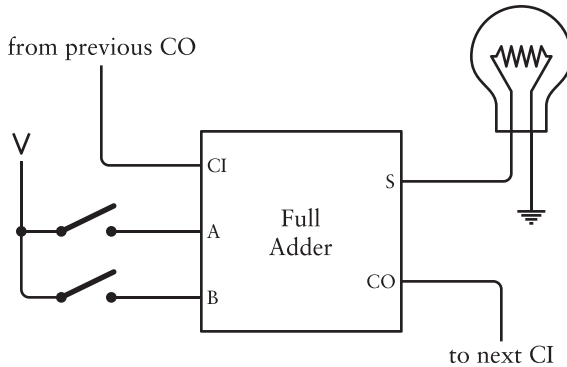 from previous CO
V
CI
A
B
Full
Adder
S
CO
to next CI